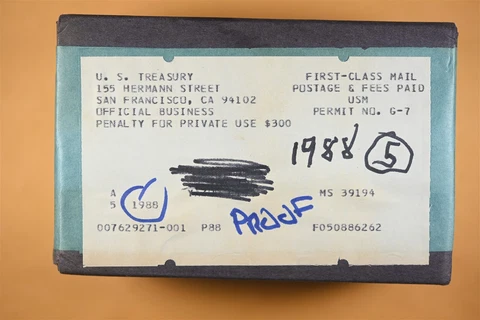 U. S. TREASURY
155 HERMANN STREET
SAN FRANCISCO, CA 94102
OFFICIAL BUSINESS
PENALTY FOR PRIVATE USE $300
FIRST-CLASS MAIL
POSTAGE & FEES PAID
USM
PERMIT NO. G-7
1988 5
A
5 1988
MS 39194
PROOF
007629271-001 P88 F050886262